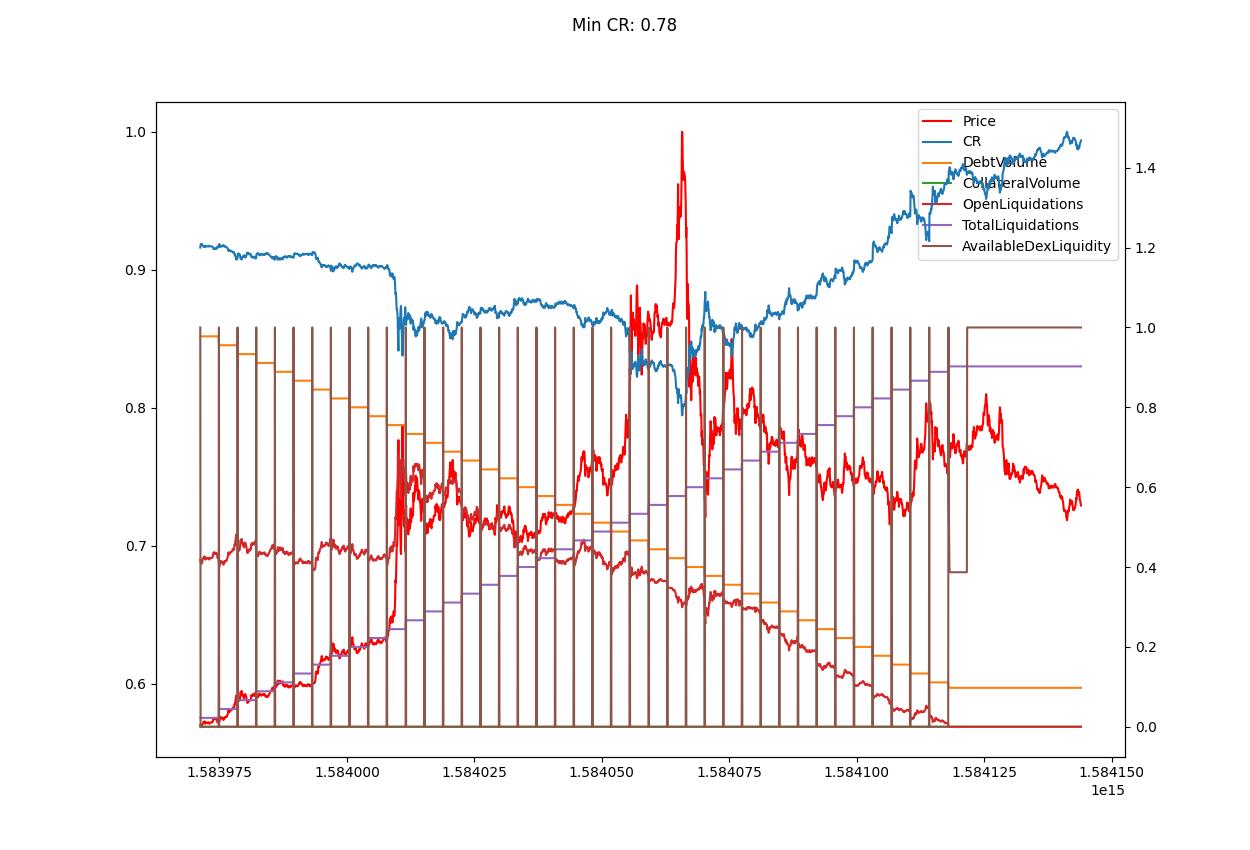 Min CR: 0.78
1.0
0.9
0.8
0.7
0.6
Price
CR
DebtVolume
CollateralVolume
OpenLiquidations
TotalLiquidations
AvailableDexLiquidity
1.4
1.2
1.0
0.8
0.6
0.4
0.2
0.0
1.583975 1.584000 1.584025 1.584050 1.584075 1.584100 1.584125 1.584150
1e15